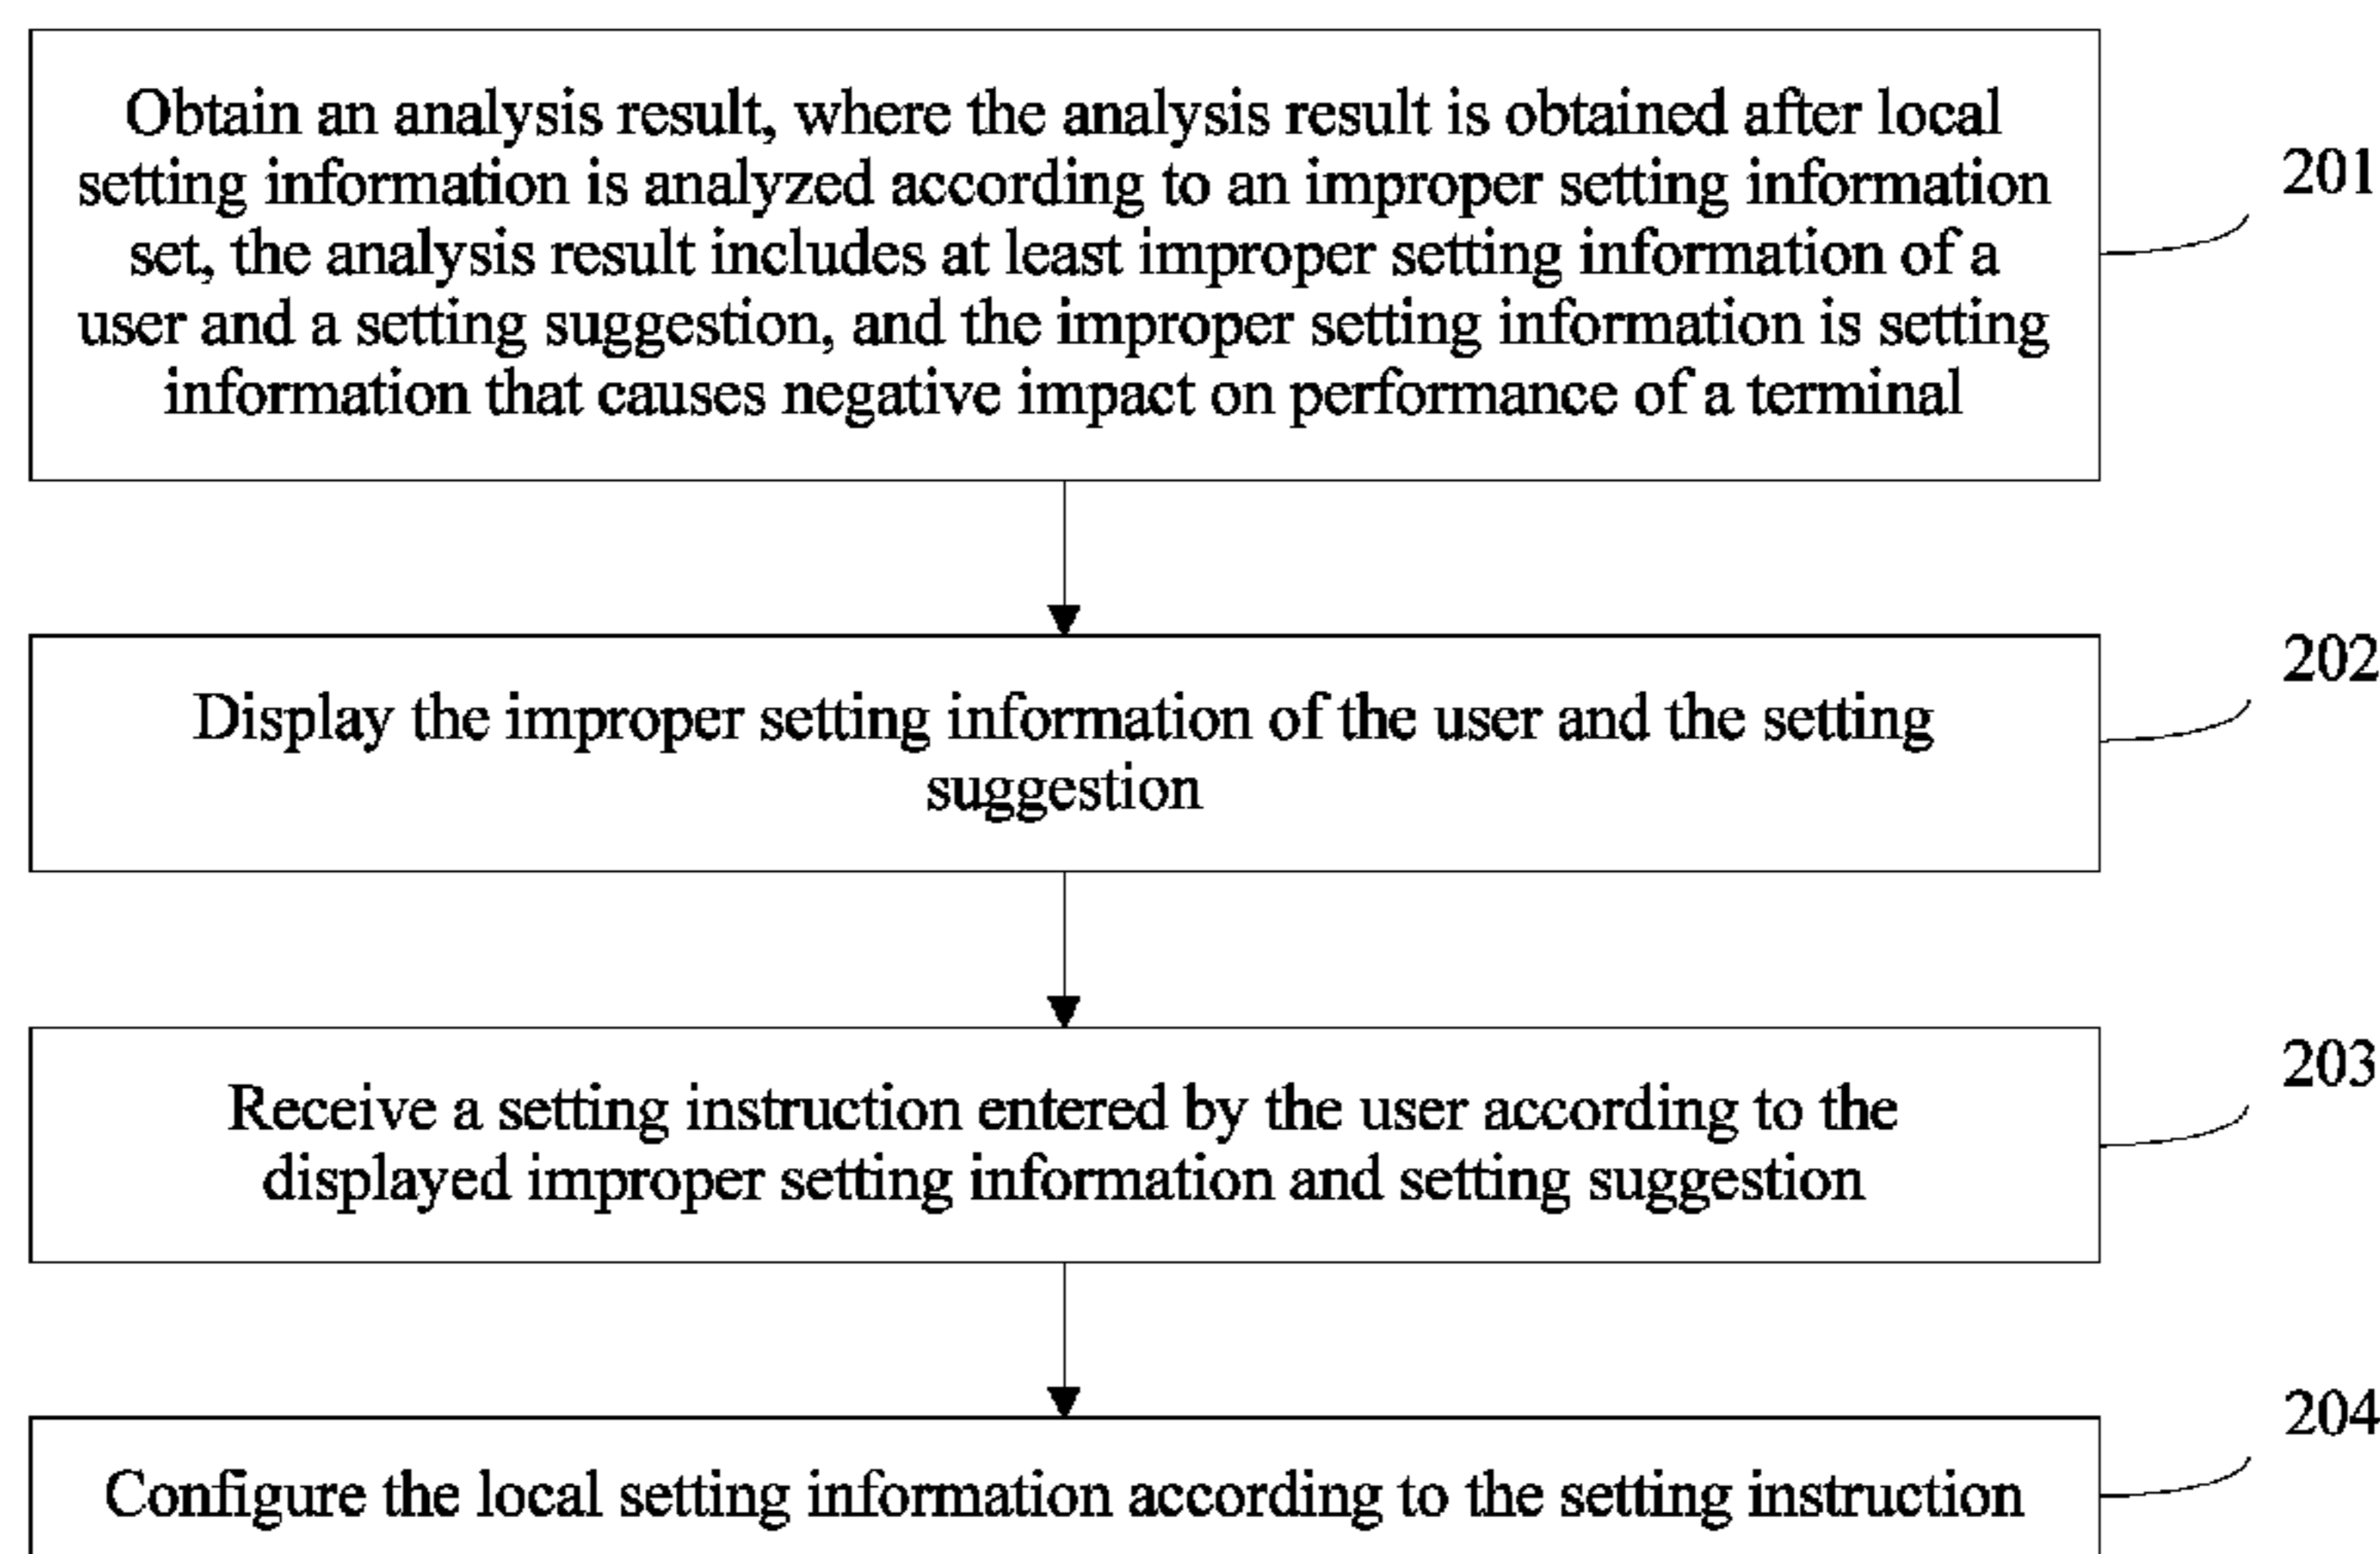 Obtain an analysis result, where the analysis result is obtained after local
setting information is analyzed according to an improper setting information
set, the analysis result includes at least improper setting information of a
user and a setting suggestion, and the improper setting information is setting
information that causes negative impact on performance of a terminal
201
Display the improper setting information of the user and the setting
suggestion
202
Receive a setting instruction entered by the user according to the
displayed improper setting information and setting suggestion
203
Configure the local setting information according to the setting instruction
204